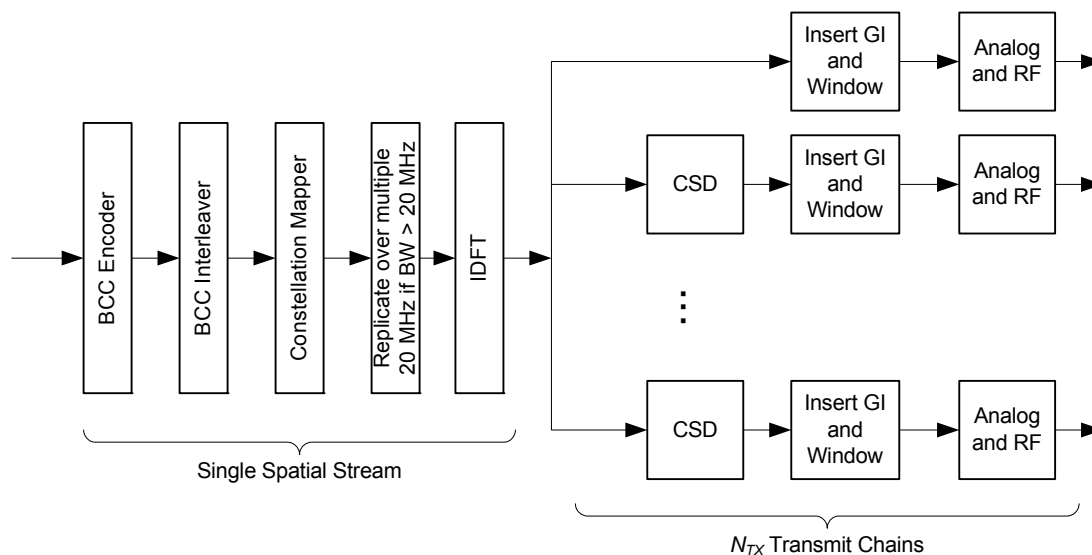 Insert GI
and
Window
Analog
and RF
CSD
Insert GI
and
Window
Analog
and RF
BCC Encoder
BCC Interleaver
Constellation Mapper
Replicate over multiple
20 MHz if BW > 20 MHz
IDFT
CSD
Insert GI
and
Window
Analog
and RF
Single Spatial Stream
N_TX Transmit Chains